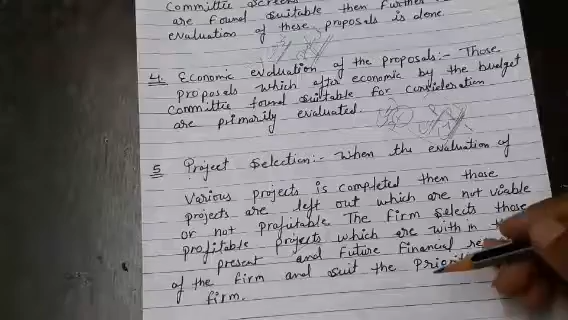 Committee screens
are found suitable then further
evaluation of these proposals is done.
4. Economic evaluation of the proposals:- Those
proposals which after economic by the budget
Committee found suitable for consideration
are primarily evaluated.
5 Project Selection:- When the evaluation of
Various projects is completed then those
projects are left out which are not viable
or not profitable The firm selects those
profitable projects which are with in
present and future financial
of the firm and suit the
firm.